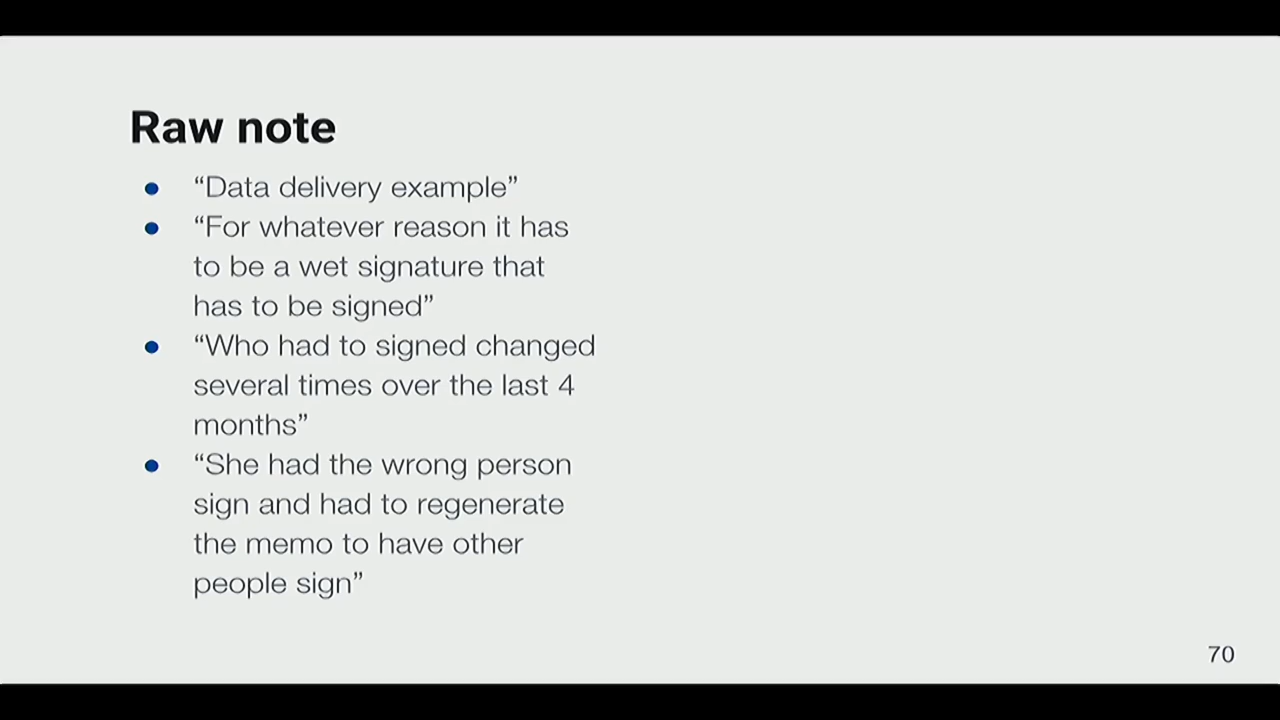 Raw note
● “Data delivery example”
● “For whatever reason it has
to be a wet signature that
has to be signed”
● “Who had to signed changed
several times over the last 4
months”
● “She had the wrong person
sign and had to regenerate
the memo to have other
people sign”
70